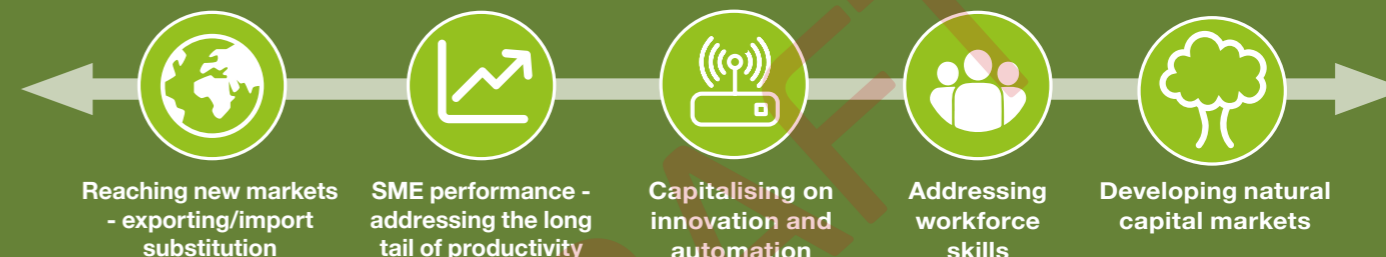 Reaching new markets
- exporting/import
substitution
SME performance -
addressing the long
tail of productivity
Capitalising on
innovation and
automation
Addressing
workforce
skills
Developing natural
capital markets